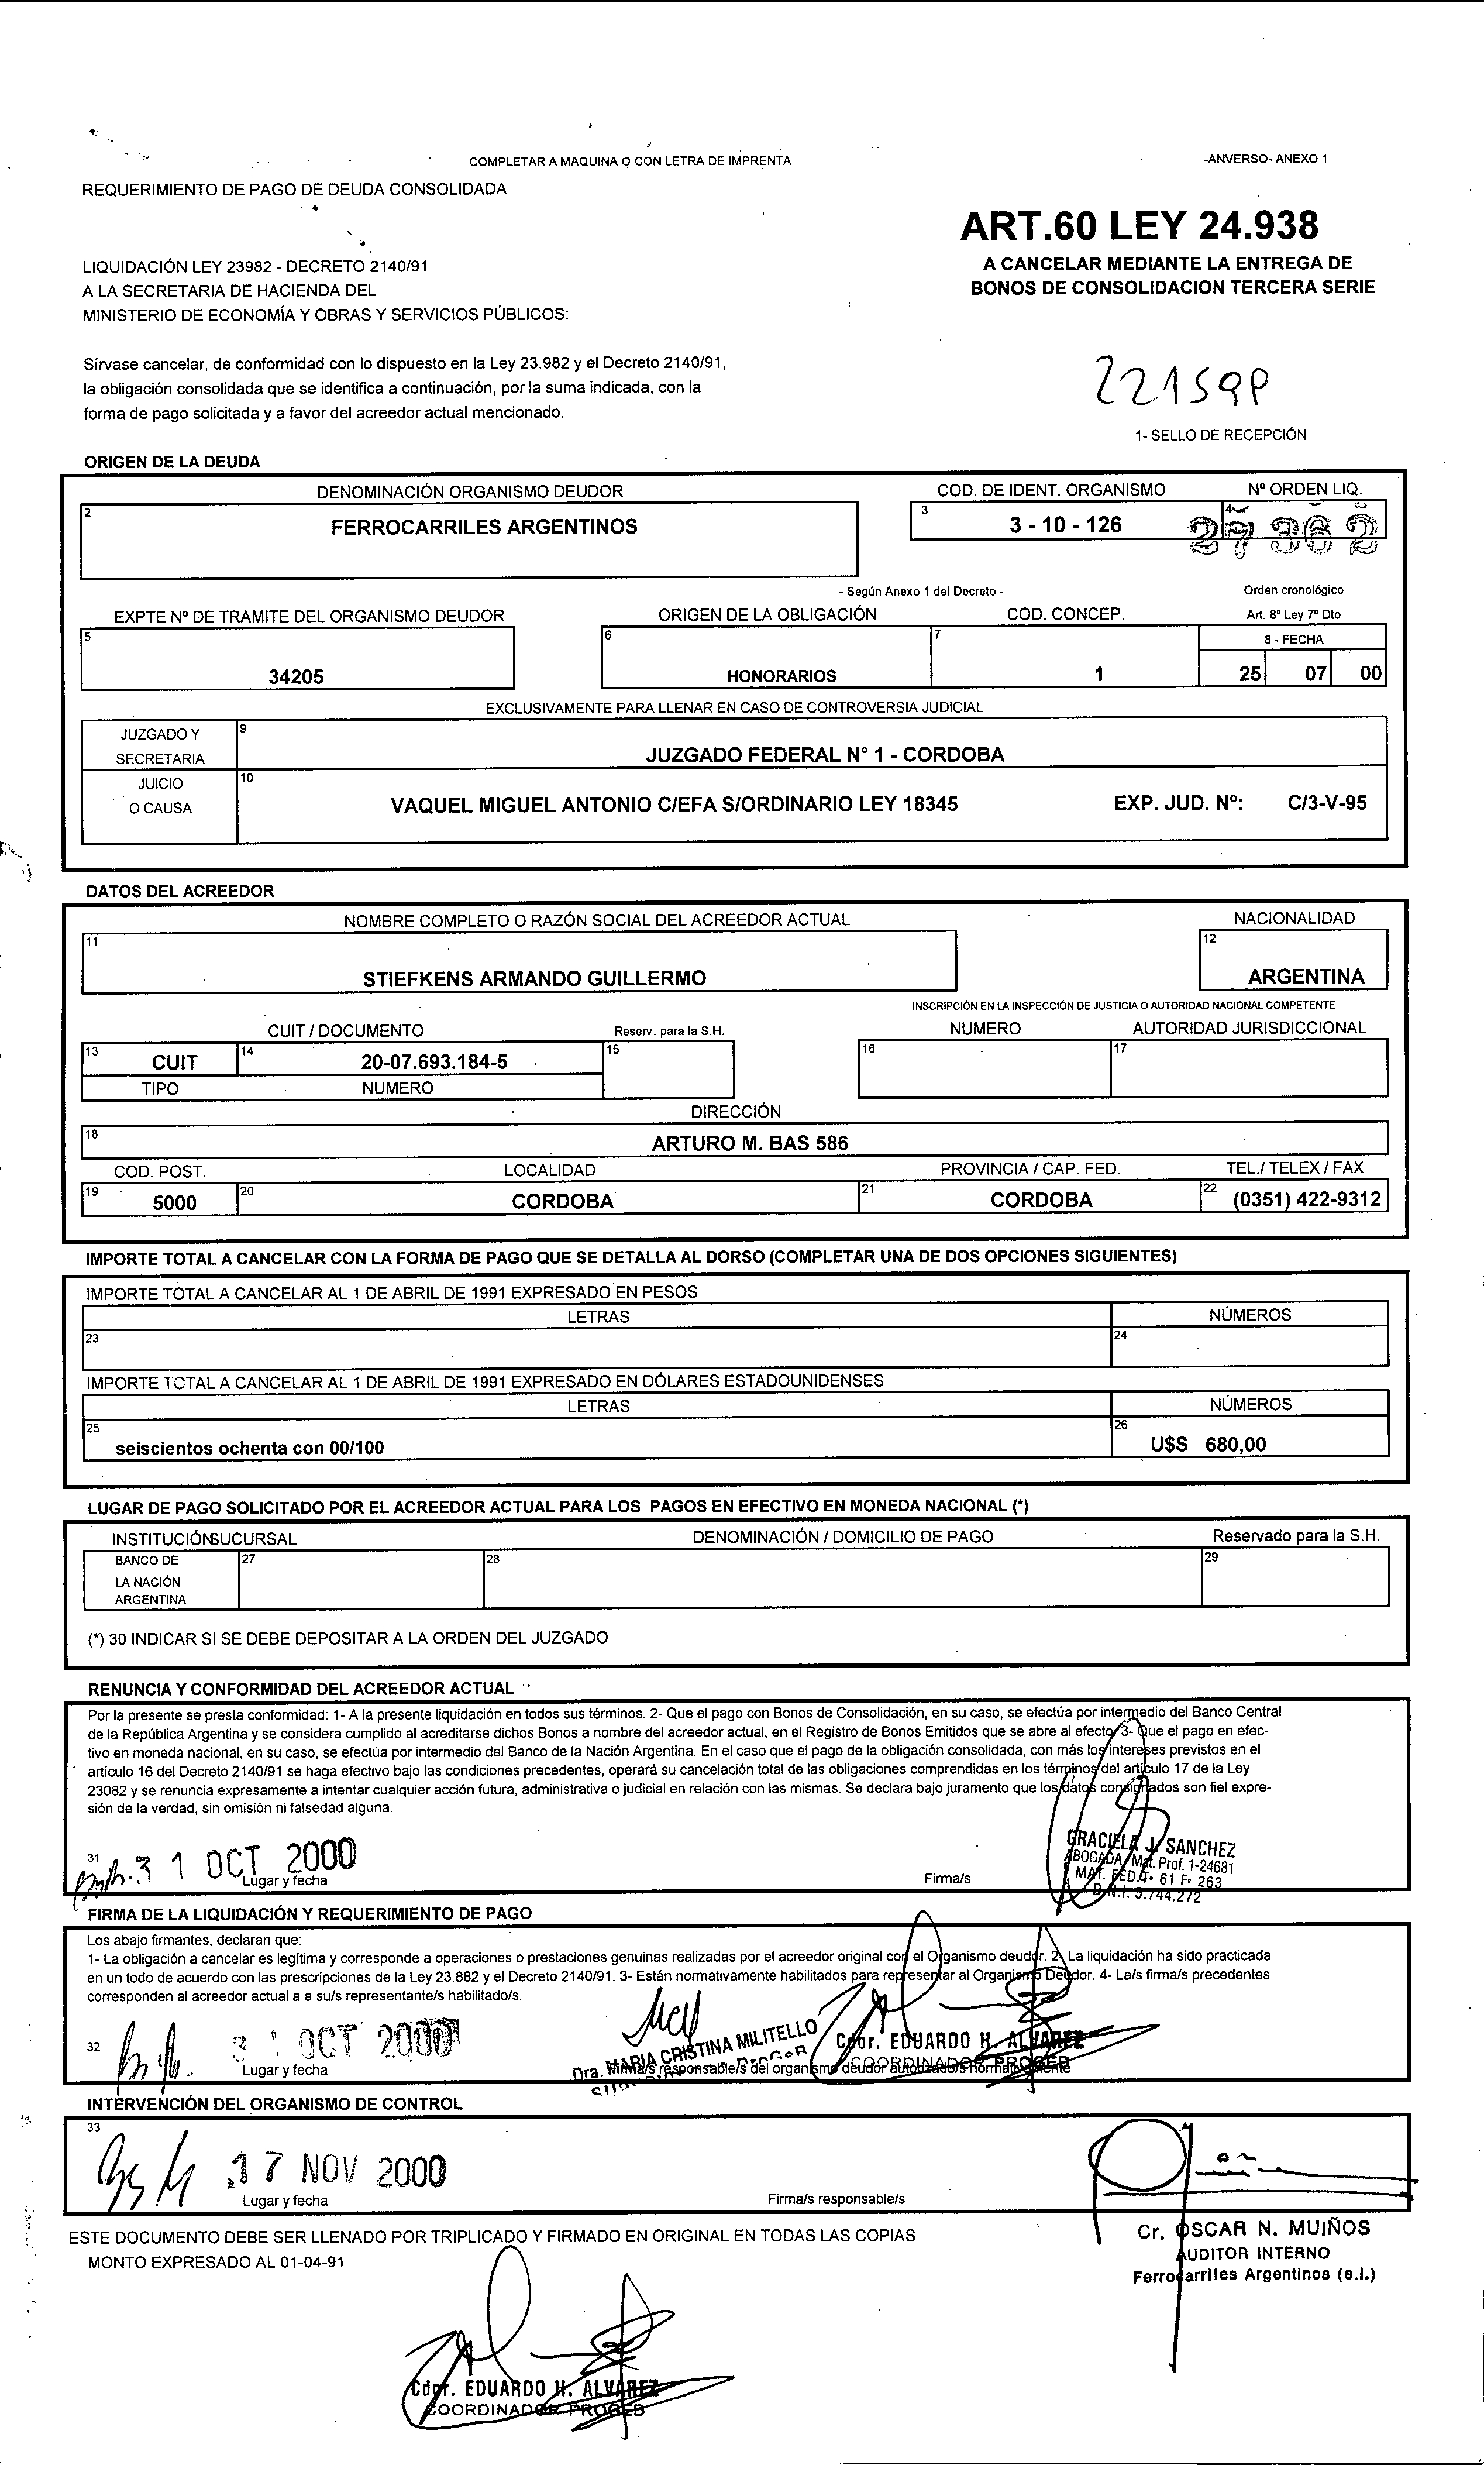 COMPLETAR A MAQUINA O CON LETRA DE IMPRENTA
-ANVERSO- ANEXO 1
REQUERIMIENTO DE PAGO DE DEUDA CONSOLIDADA
ART.60 LEY 24.938
A CANCELAR MEDIANTE LA ENTREGA DE
BONOS DE CONSOLIDACION TERCERA SERIE
LIQUIDACIÓN LEY 23982 - DECRETO 2140/91
A LA SECRETARIA DE HACIENDA DEL
MINISTERIO DE ECONOMÍA Y OBRAS Y SERVICIOS PÚBLICOS:
Sírvase cancelar, de conformidad con lo dispuesto en la Ley 23.982 y el Decreto 2140/91,
la obligación consolidada que se identifica a continuación, por la suma indicada, con la
forma de pago solicitada y a favor del acreedor actual mencionado.
1- SELLO DE RECEPCIÓN
ORIGEN DE LA DEUDA
DENOMINACIÓN ORGANISMO DEUDOR
COD. DE IDENT. ORGANISMO
Nº ORDEN LIQ.
2
FERROCARRILES ARGENTINOS
3
3 - 10 - 126
4
27362
- Según Anexo 1 del Decreto -
Orden cronológico
EXPTE Nº DE TRAMITE DEL ORGANISMO DEUDOR
ORIGEN DE LA OBLIGACIÓN
COD. CONCEP.
Art. 8º Ley 7º Dto
5
34205
6
HONORARIOS
7
1
8 - FECHA
25 07 00
EXCLUSIVAMENTE PARA LLENAR EN CASO DE CONTROVERSIA JUDICIAL
JUZGADO Y
SECRETARIA
9
JUZGADO FEDERAL N° 1 - CORDOBA
JUICIO
O CAUSA
10
VAQUEL MIGUEL ANTONIO C/EFA S/ORDINARIO LEY 18345
EXP. JUD. Nº: C/3-V-95
DATOS DEL ACREEDOR
NOMBRE COMPLETO O RAZÓN SOCIAL DEL ACREEDOR ACTUAL
NACIONALIDAD
11
STIEFKENS ARMANDO GUILLERMO
12
ARGENTINA
INSCRIPCIÓN EN LA INSPECCIÓN DE JUSTICIA O AUTORIDAD NACIONAL COMPETENTE
CUIT / DOCUMENTO
Reserv. para la S.H.
NUMERO
AUTORIDAD JURISDICCIONAL
13
CUIT
14
20-07.693.184-5
15
16
17
TIPO
NUMERO
DIRECCIÓN
18
ARTURO M. BAS 586
COD. POST.
LOCALIDAD
PROVINCIA / CAP. FED.
TEL./ TELEX / FAX
19
5000
20
CORDOBA
21
CORDOBA
22
(0351) 422-9312
IMPORTE TOTAL A CANCELAR CON LA FORMA DE PAGO QUE SE DETALLA AL DORSO (COMPLETAR UNA DE DOS OPCIONES SIGUIENTES)
IMPORTE TOTAL A CANCELAR AL 1 DE ABRIL DE 1991 EXPRESADO EN PESOS
LETRAS
NÚMEROS
23
24
IMPORTE TOTAL A CANCELAR AL 1 DE ABRIL DE 1991 EXPRESADO EN DÓLARES ESTADOUNIDENSES
LETRAS
NÚMEROS
25
seiscientos ochenta con 00/100
26
U$S 680,00
LUGAR DE PAGO SOLICITADO POR EL ACREEDOR ACTUAL PARA LOS PAGOS EN EFECTIVO EN MONEDA NACIONAL (*)
INSTITUCIÓN SUCURSAL
DENOMINACIÓN / DOMICILIO DE PAGO
Reservado para la S.H.
BANCO DE
LA NACIÓN
ARGENTINA
27
28
29
(*) 30 INDICAR SI SE DEBE DEPOSITAR A LA ORDEN DEL JUZGADO
RENUNCIA Y CONFORMIDAD DEL ACREEDOR ACTUAL
Por la presente se presta conformidad: 1- A la presente liquidación en todos sus términos. 2- Que el pago con Bonos de Consolidación, en su caso, se efectúa por intermedio del Banco Central
de la República Argentina y se considera cumplido al acreditarse dichos Bonos a nombre del acreedor actual, en el Registro de Bonos Emitidos que se abre al efecto 3- Que el pago en efec-
tivo en moneda nacional, en su caso, se efectúa por intermedio del Banco de la Nación Argentina. En el caso que el pago de la obligación consolidada, con más los intereses previstos en el
artículo 16 del Decreto 2140/91 se haga efectivo bajo las condiciones precedentes, operará su cancelación total de las obligaciones comprendidas en los términos del artículo 17 de la Ley
23082 y se renuncia expresamente a intentar cualquier acción futura, administrativa o judicial en relación con las mismas. Se declara bajo juramento que los datos consignados son fiel expre-
sión de la verdad, sin omisión ni falsedad alguna.
31
31 OCT 2000
Lugar y fecha
Firma/s
GRACIELA J. SANCHEZ
ABOGADA Mat. Prof. 1-24681
MAT. FED. Tº 61 Fº 263
D.N.I. 5.744.272
FIRMA DE LA LIQUIDACIÓN Y REQUERIMIENTO DE PAGO
Los abajo firmantes, declaran que:
1- La obligación a cancelar es legítima y corresponde a operaciones o prestaciones genuinas realizadas por el acreedor original con el Organismo deudor. 2- La liquidación ha sido practicada
en un todo de acuerdo con las prescripciones de la Ley 23.882 y el Decreto 2140/91. 3- Están normativamente habilitados para representar al Organismo Deudor. 4- La/s firma/s precedentes
corresponden al acreedor actual a a su/s representante/s habilitado/s.
32
31 OCT 2000
Lugar y fecha
Dra. MARIA CRISTINA MILITELLO
Cdor. EDUARDO H. ALVAREZ
COORDINADOR PROGEB
Firma/s responsable/s del organismo deudor autorizado/s normativamente
INTERVENCIÓN DEL ORGANISMO DE CONTROL
33
17 NOV 2000
Lugar y fecha
Firma/s responsable/s
ESTE DOCUMENTO DEBE SER LLENADO POR TRIPLICADO Y FIRMADO EN ORIGINAL EN TODAS LAS COPIAS
MONTO EXPRESADO AL 01-04-91
Cr. OSCAR N. MUIÑOS
AUDITOR INTERNO
Ferrocarriles Argentinos (e.l.)
Cdor. EDUARDO H. ALVAREZ
COORDINADOR PROGEB